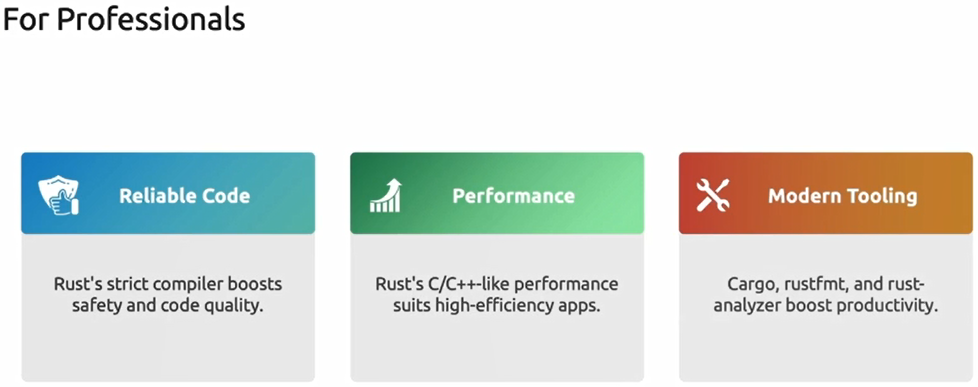 For Professionals
Reliable Code
Rust's strict compiler boosts
safety and code quality.
Performance
Rust's C/C++-like performance
suits high-efficiency apps.
Modern Tooling
Cargo, rustfmt, and rust-
analyzer boost productivity.